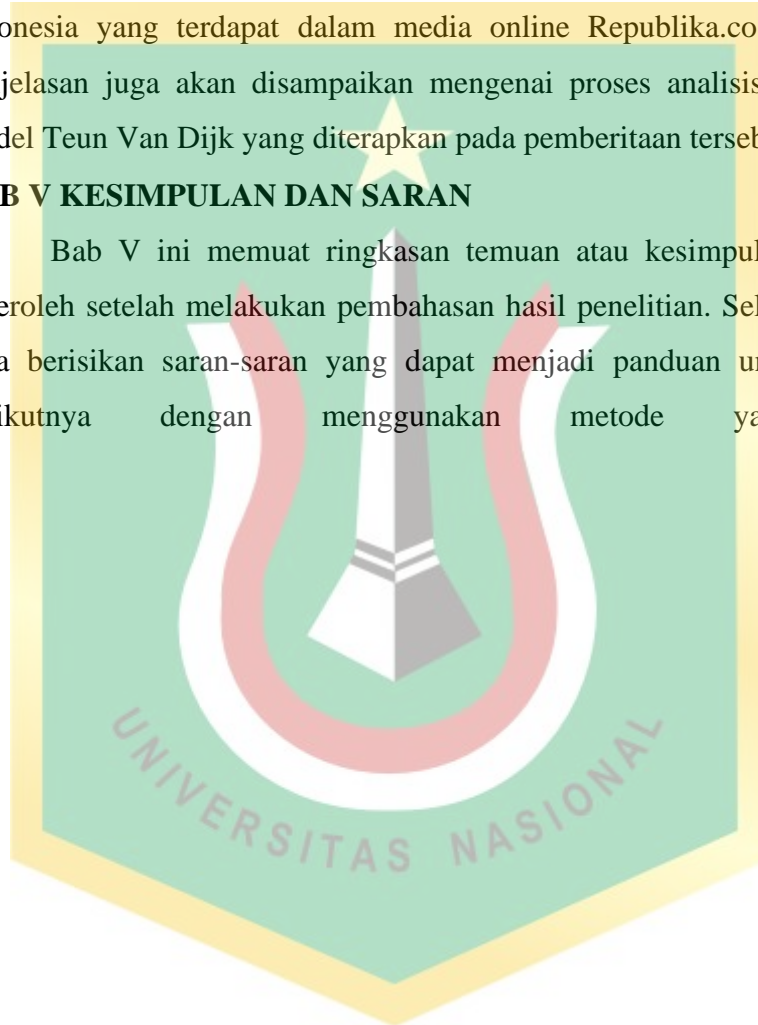 onesia yang terdapat dalam media online Republika.co
jelasan juga akan disampaikan mengenai proses analisis
del Teun Van Dijk yang diterapkan pada pemberitaan terseb
B V KESIMPULAN DAN SARAN
Bab V ini memuat ringkasan temuan atau kesimpul
eroleh setelah melakukan pembahasan hasil penelitian. Sel
a berisikan saran-saran yang dapat menjadi panduan u
ikutnya dengan menggunakan metode ya
UNIVERSITAS NASIONAL